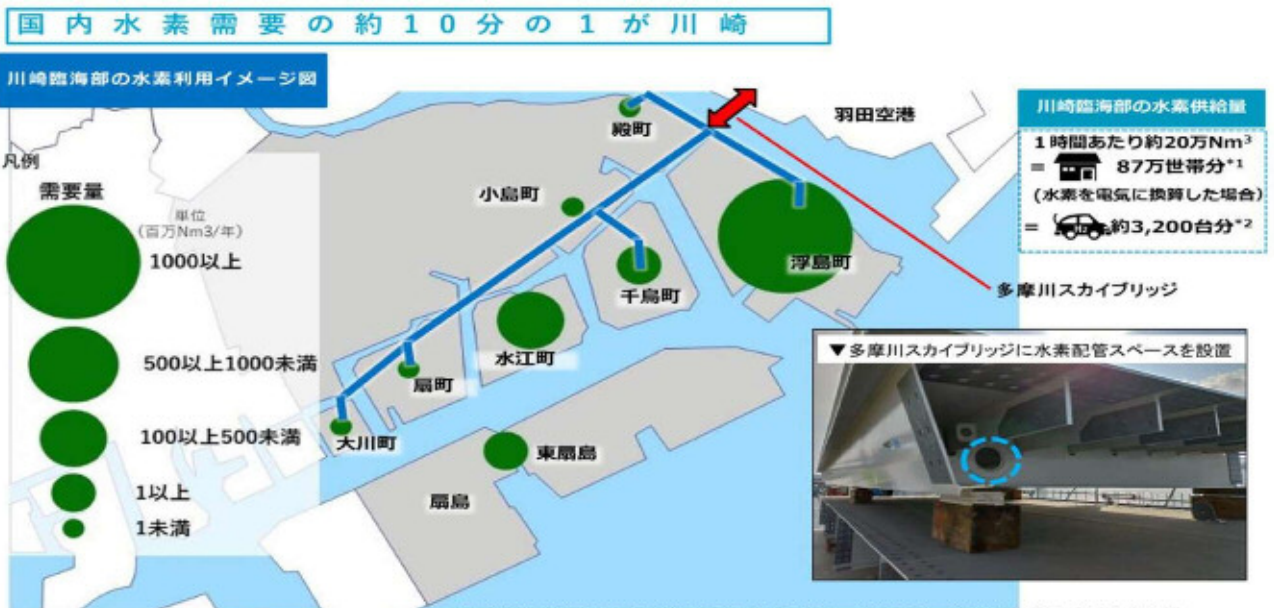 国内水素需要の約10分の1が川崎
川崎臨海部の水素利用イメージ図
凡例
需要量
単位
(百万Nm3/年)
1000以上
500以上1000未満
100以上500未満
1以上
1未満
殿町
小島町
羽田空港
浮島町
千鳥町
水江町
扇町
大川町
東扇島
扇島
多摩川スカイブリッジ
川崎臨海部の水素供給量
1時間あたり約20万Nm³
= 87万世帯分*1
(水素を電気に換算した場合)
= 約3,200台分*2
▼多摩川スカイブリッジに水素配管スペースを設置